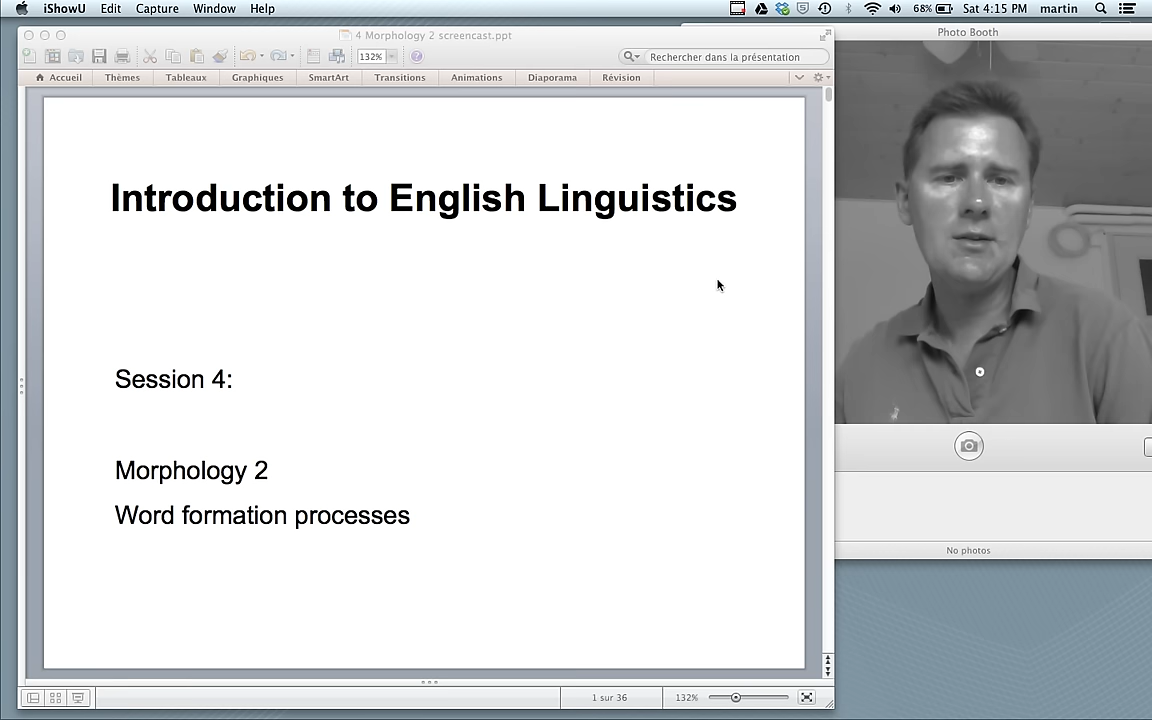 iShowU Edit Capture Window Help 68% Sat 4:15 PM martin
4 Morphology 2 screencast.ppt
Photo Booth
132%
Rechercher dans la présentation
Accueil Thèmes Tableaux Graphiques SmartArt Transitions Animations Diaporama Révision
Introduction to English Linguistics
Session 4:
Morphology 2
Word formation processes
No photos
1 sur 36
132%